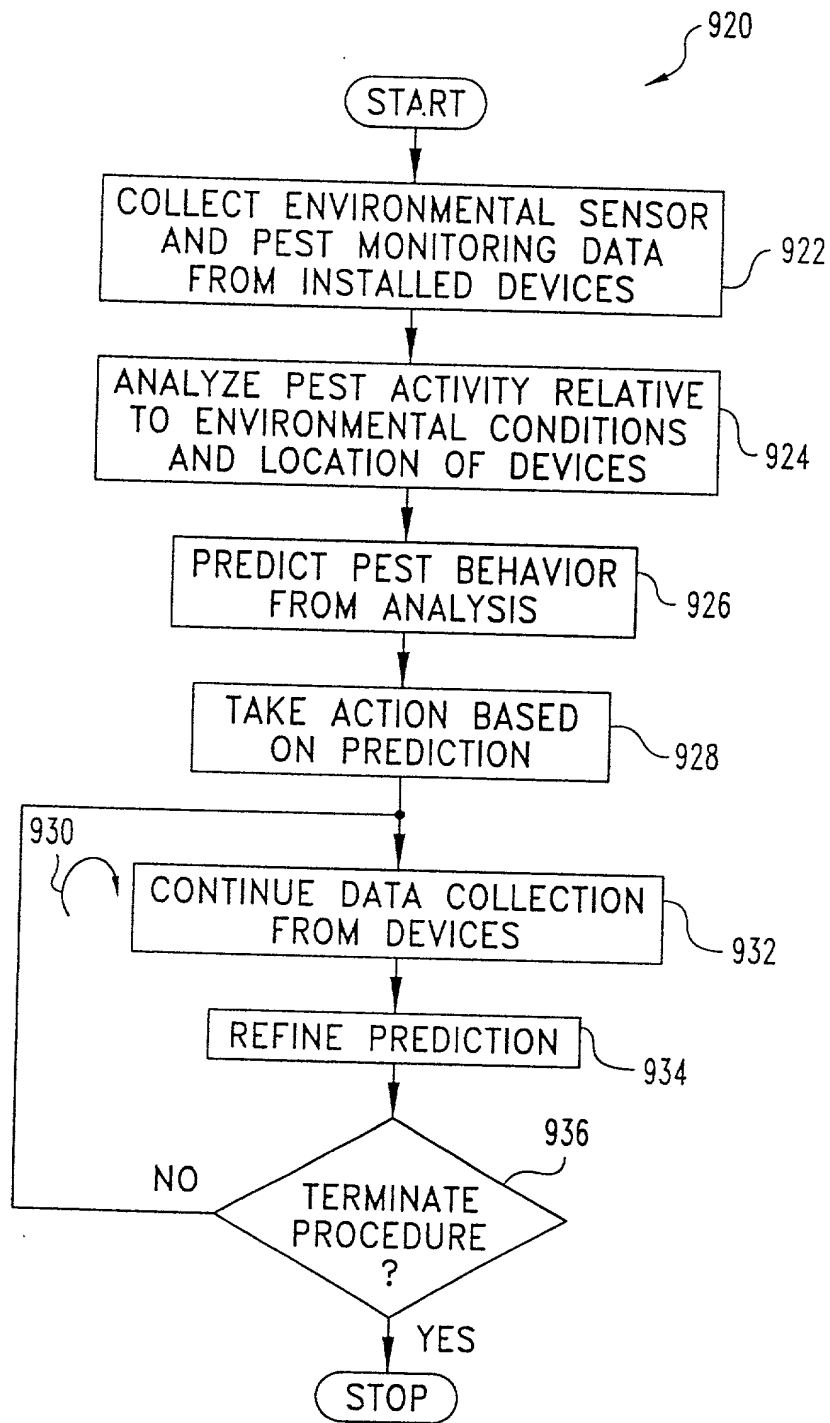 920
START
COLLECT ENVIRONMENTAL SENSOR
AND PEST MONITORING DATA
FROM INSTALLED DEVICES
922
ANALYZE PEST ACTIVITY RELATIVE
TO ENVIRONMENTAL CONDITIONS
AND LOCATION OF DEVICES
924
PREDICT PEST BEHAVIOR
FROM ANALYSIS
926
TAKE ACTION BASED
ON PREDICTION
928
930
CONTINUE DATA COLLECTION
FROM DEVICES
932
REFINE PREDICTION
934
936
NO
TERMINATE
PROCEDURE
?
YES
STOP